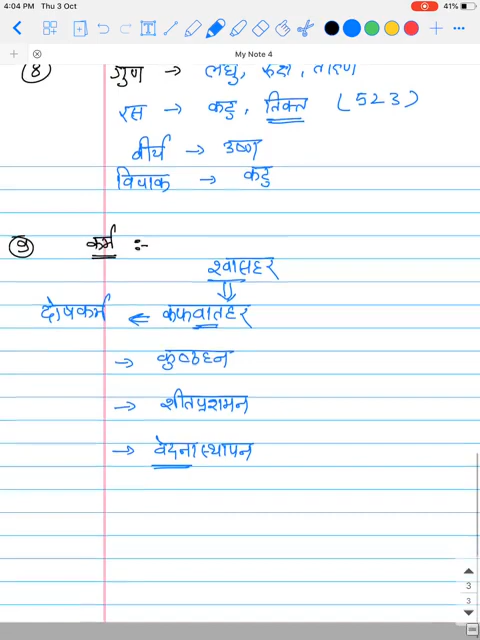 4:04 PM Thu 3 Oct 41%
My Note 4
8 गुण → लघु, रूक्ष, तीक्ष्ण
रस → कटु, तिक्त (523)
वीर्य → उष्ण
विपाक → कटु
9 कर्म :-
श्वासहर
दोषकर्म ← कफवातहर
→ कुष्ठघ्न
→ शीतप्रशमन
→ वेदनास्थापन
3
3